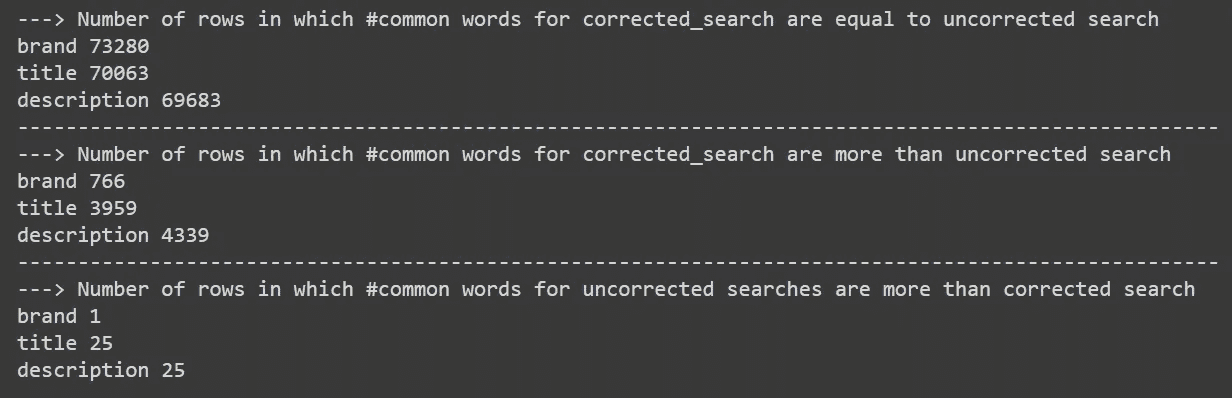 ---> Number of rows in which #common words for corrected_search are equal to uncorrected search
brand 73280
title 70063
description 69683
----------------------------------------------------------------------------------------------------
---> Number of rows in which #common words for corrected_search are more than uncorrected search
brand 766
title 3959
description 4339
----------------------------------------------------------------------------------------------------
---> Number of rows in which #common words for uncorrected searches are more than corrected search
brand 1
title 25
description 25